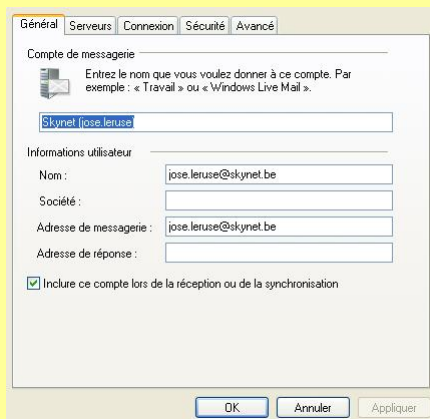 Général Serveurs Connexion Sécurité Avancé
Compte de messagerie
Entrez le nom que vous voulez donner à ce compte. Par
exemple : « Travail » ou « Windows Live Mail ».
Skynet (jose.leruse)
Informations utilisateur
Nom : jose.leruse@skynet.be
Société :
Adresse de messagerie : jose.leruse@skynet.be
Adresse de réponse :
Inclure ce compte lors de la réception ou de la synchronisation
OK Annuler Appliquer